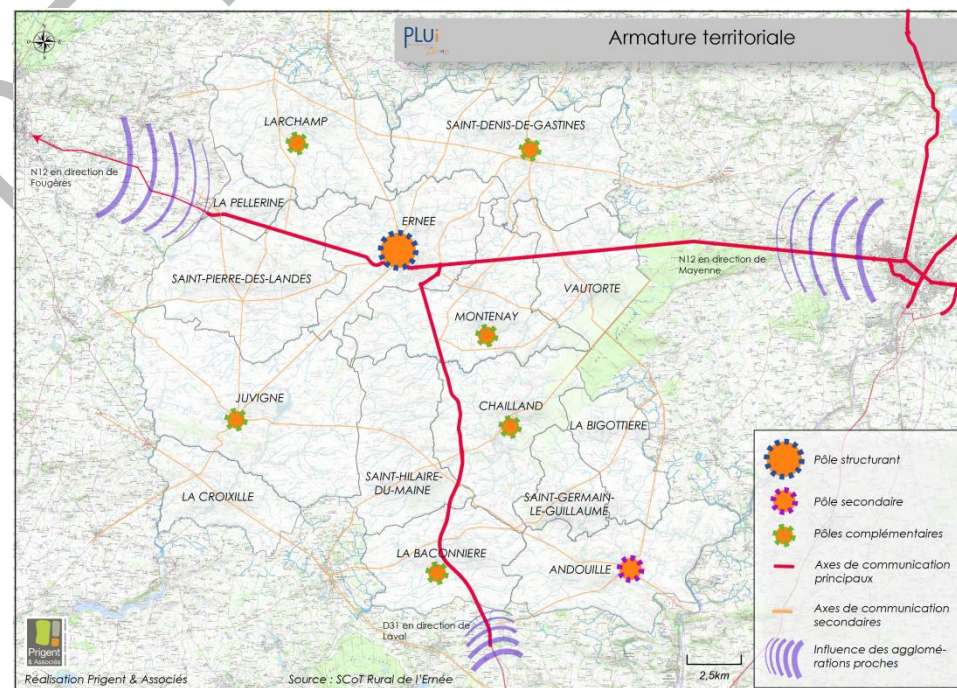 PLUi
Armature territoriale
LARCHAMP
SAINT-DENIS-DE-GASTINES
N12 en direction de
Fougères
LA PELLERINE
ERNEE
SAINT-PIERRE-DES-LANDES
N12 en direction de
Mayenne
VAUTORTE
MONTENAY
JUVIGNE
CHAILLAND
LA BIGOTTIERE
SAINT-HILAIRE-
DU-MAINE
LA CROIXILLE
SAINT-GERMAIN-
LE-GUILLAUME
LA BACONNIERE
ANDOUILLE
D31 en direction de
Laval
Pôle structurant
Pôle secondaire
Pôles complémentaires
Axes de communication
principaux
Axes de communication
secondaires
Influence des agglomé-
rations proches
2,5km
Prigent
& Associés
Réalisation Prigent & Associés
Source : SCoT Rural de l'Ernée